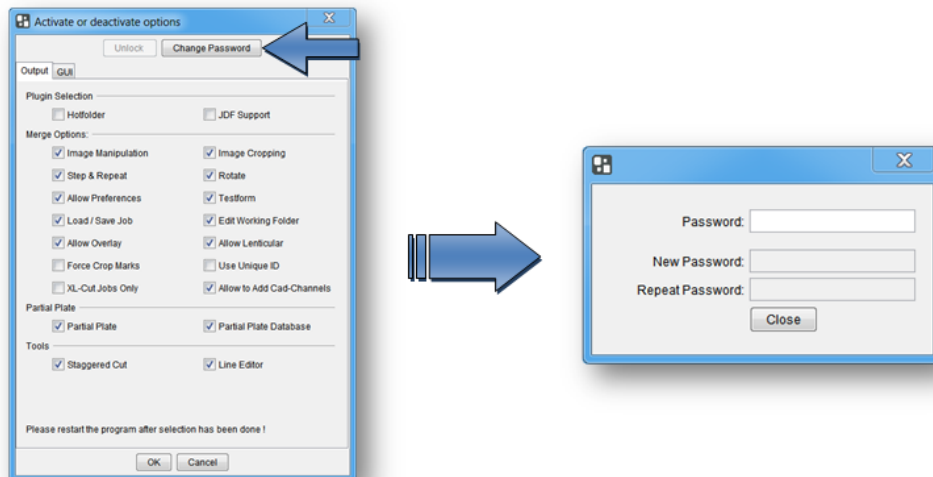 Activate or deactivate options
Unlock Change Password
Output GUI
Plugin Selection
Hotfolder JDF Support
Merge Options:
Image Manipulation Image Cropping
Step & Repeat Rotate
Allow Preferences Testform
Load / Save Job Edit Working Folder
Allow Overlay Allow Lenticular
Force Crop Marks Use Unique ID
XL-Cut Jobs Only Allow to Add Cad-Channels
Partial Plate
Partial Plate Partial Plate Database
Tools
Staggered Cut Line Editor
Please restart the program after selection has been done !
OK Cancel
Password:
New Password:
Repeat Password:
Close